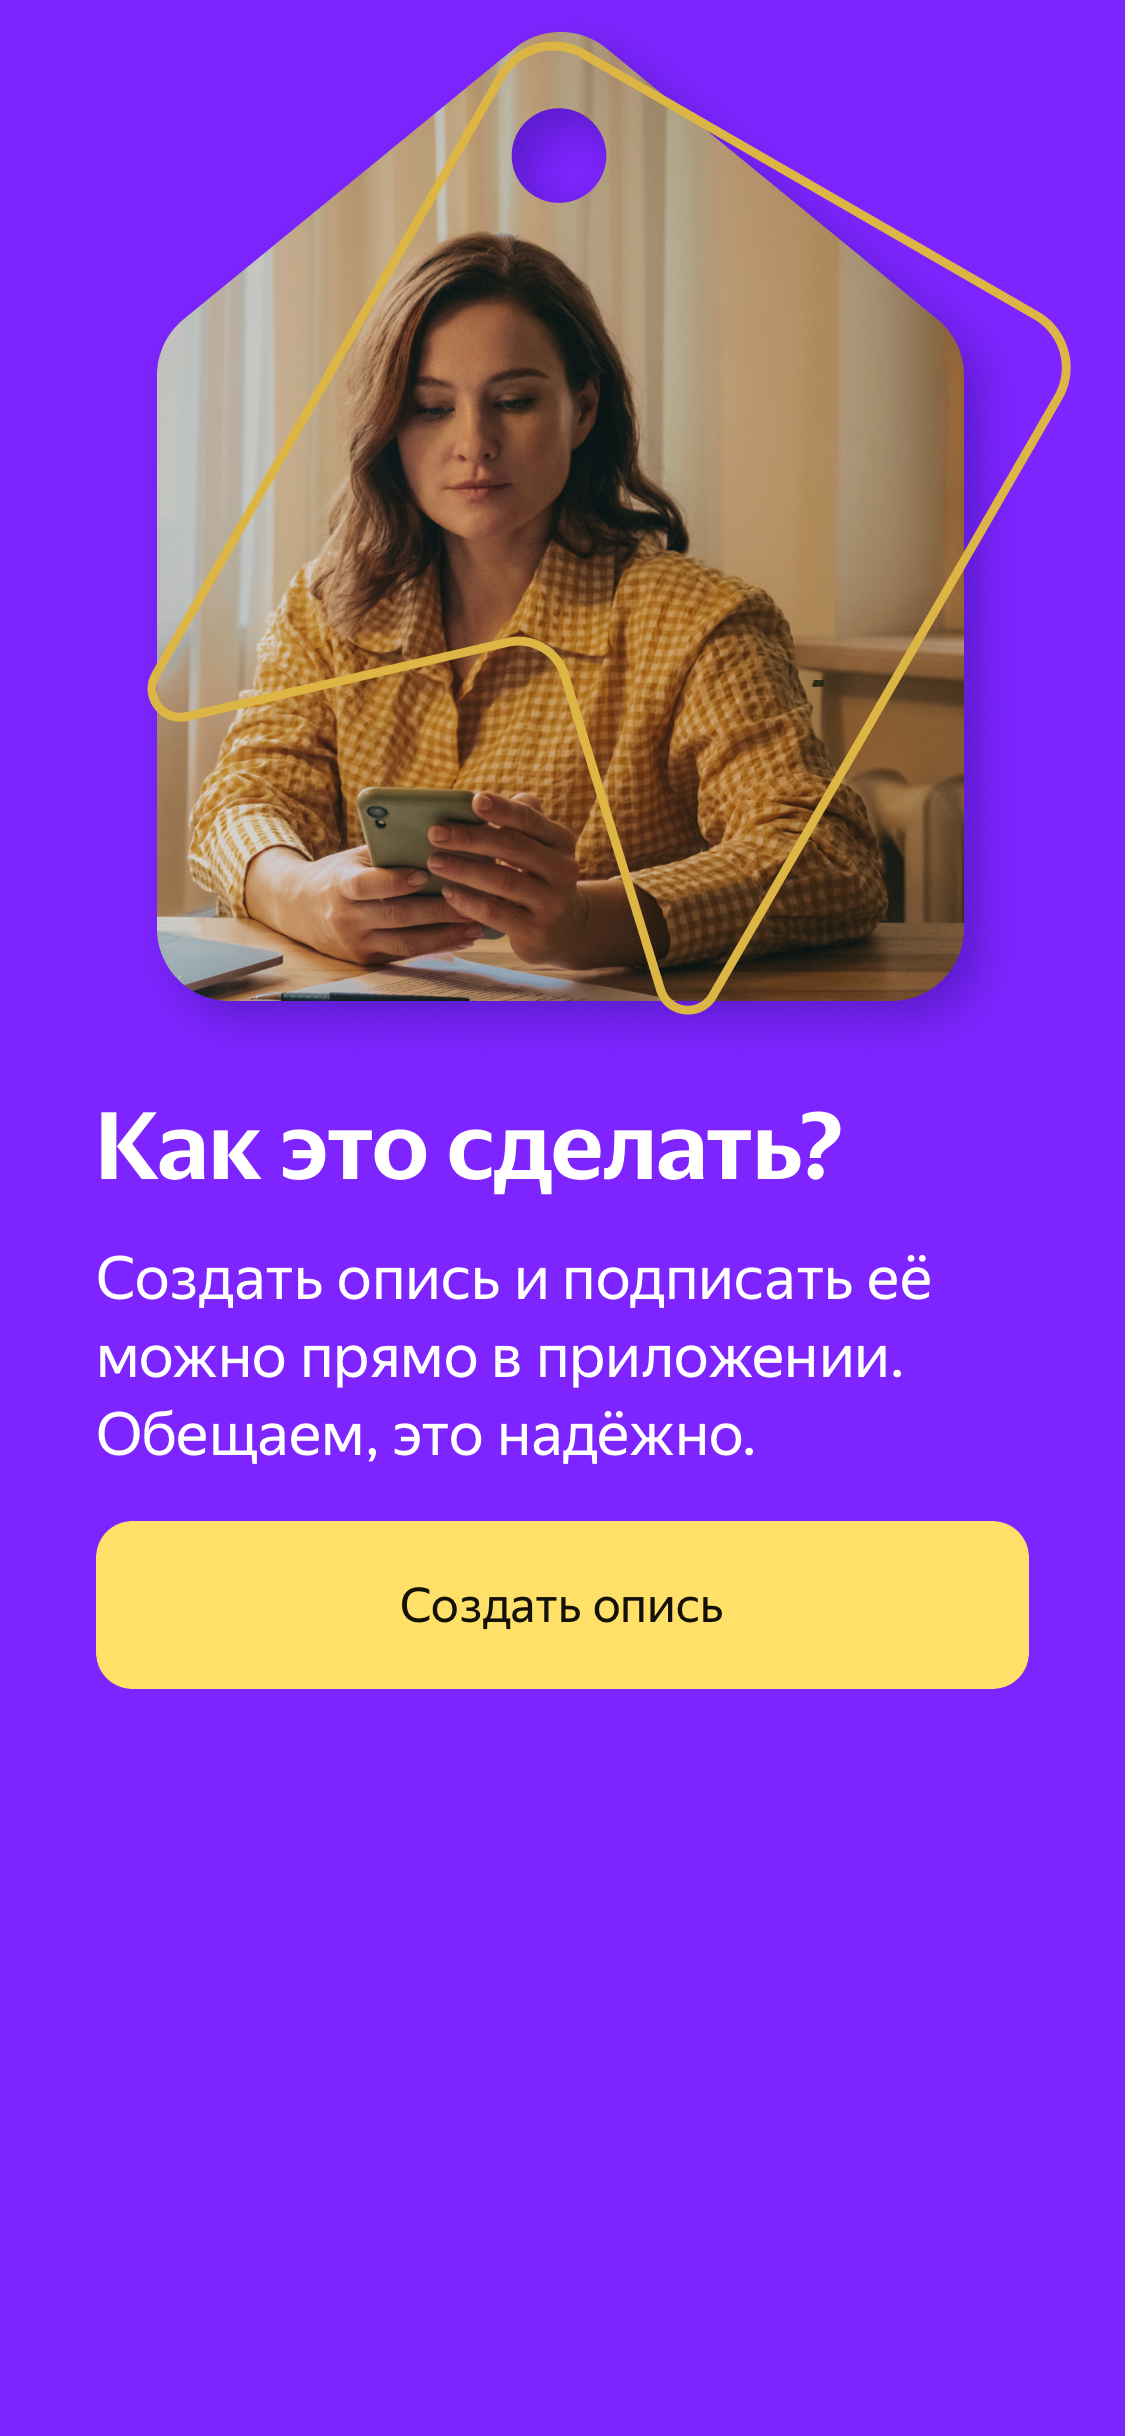 Как это сделать?
Создать опись и подписать её
можно прямо в приложении.
Обещаем, это надёжно.
Создать опись